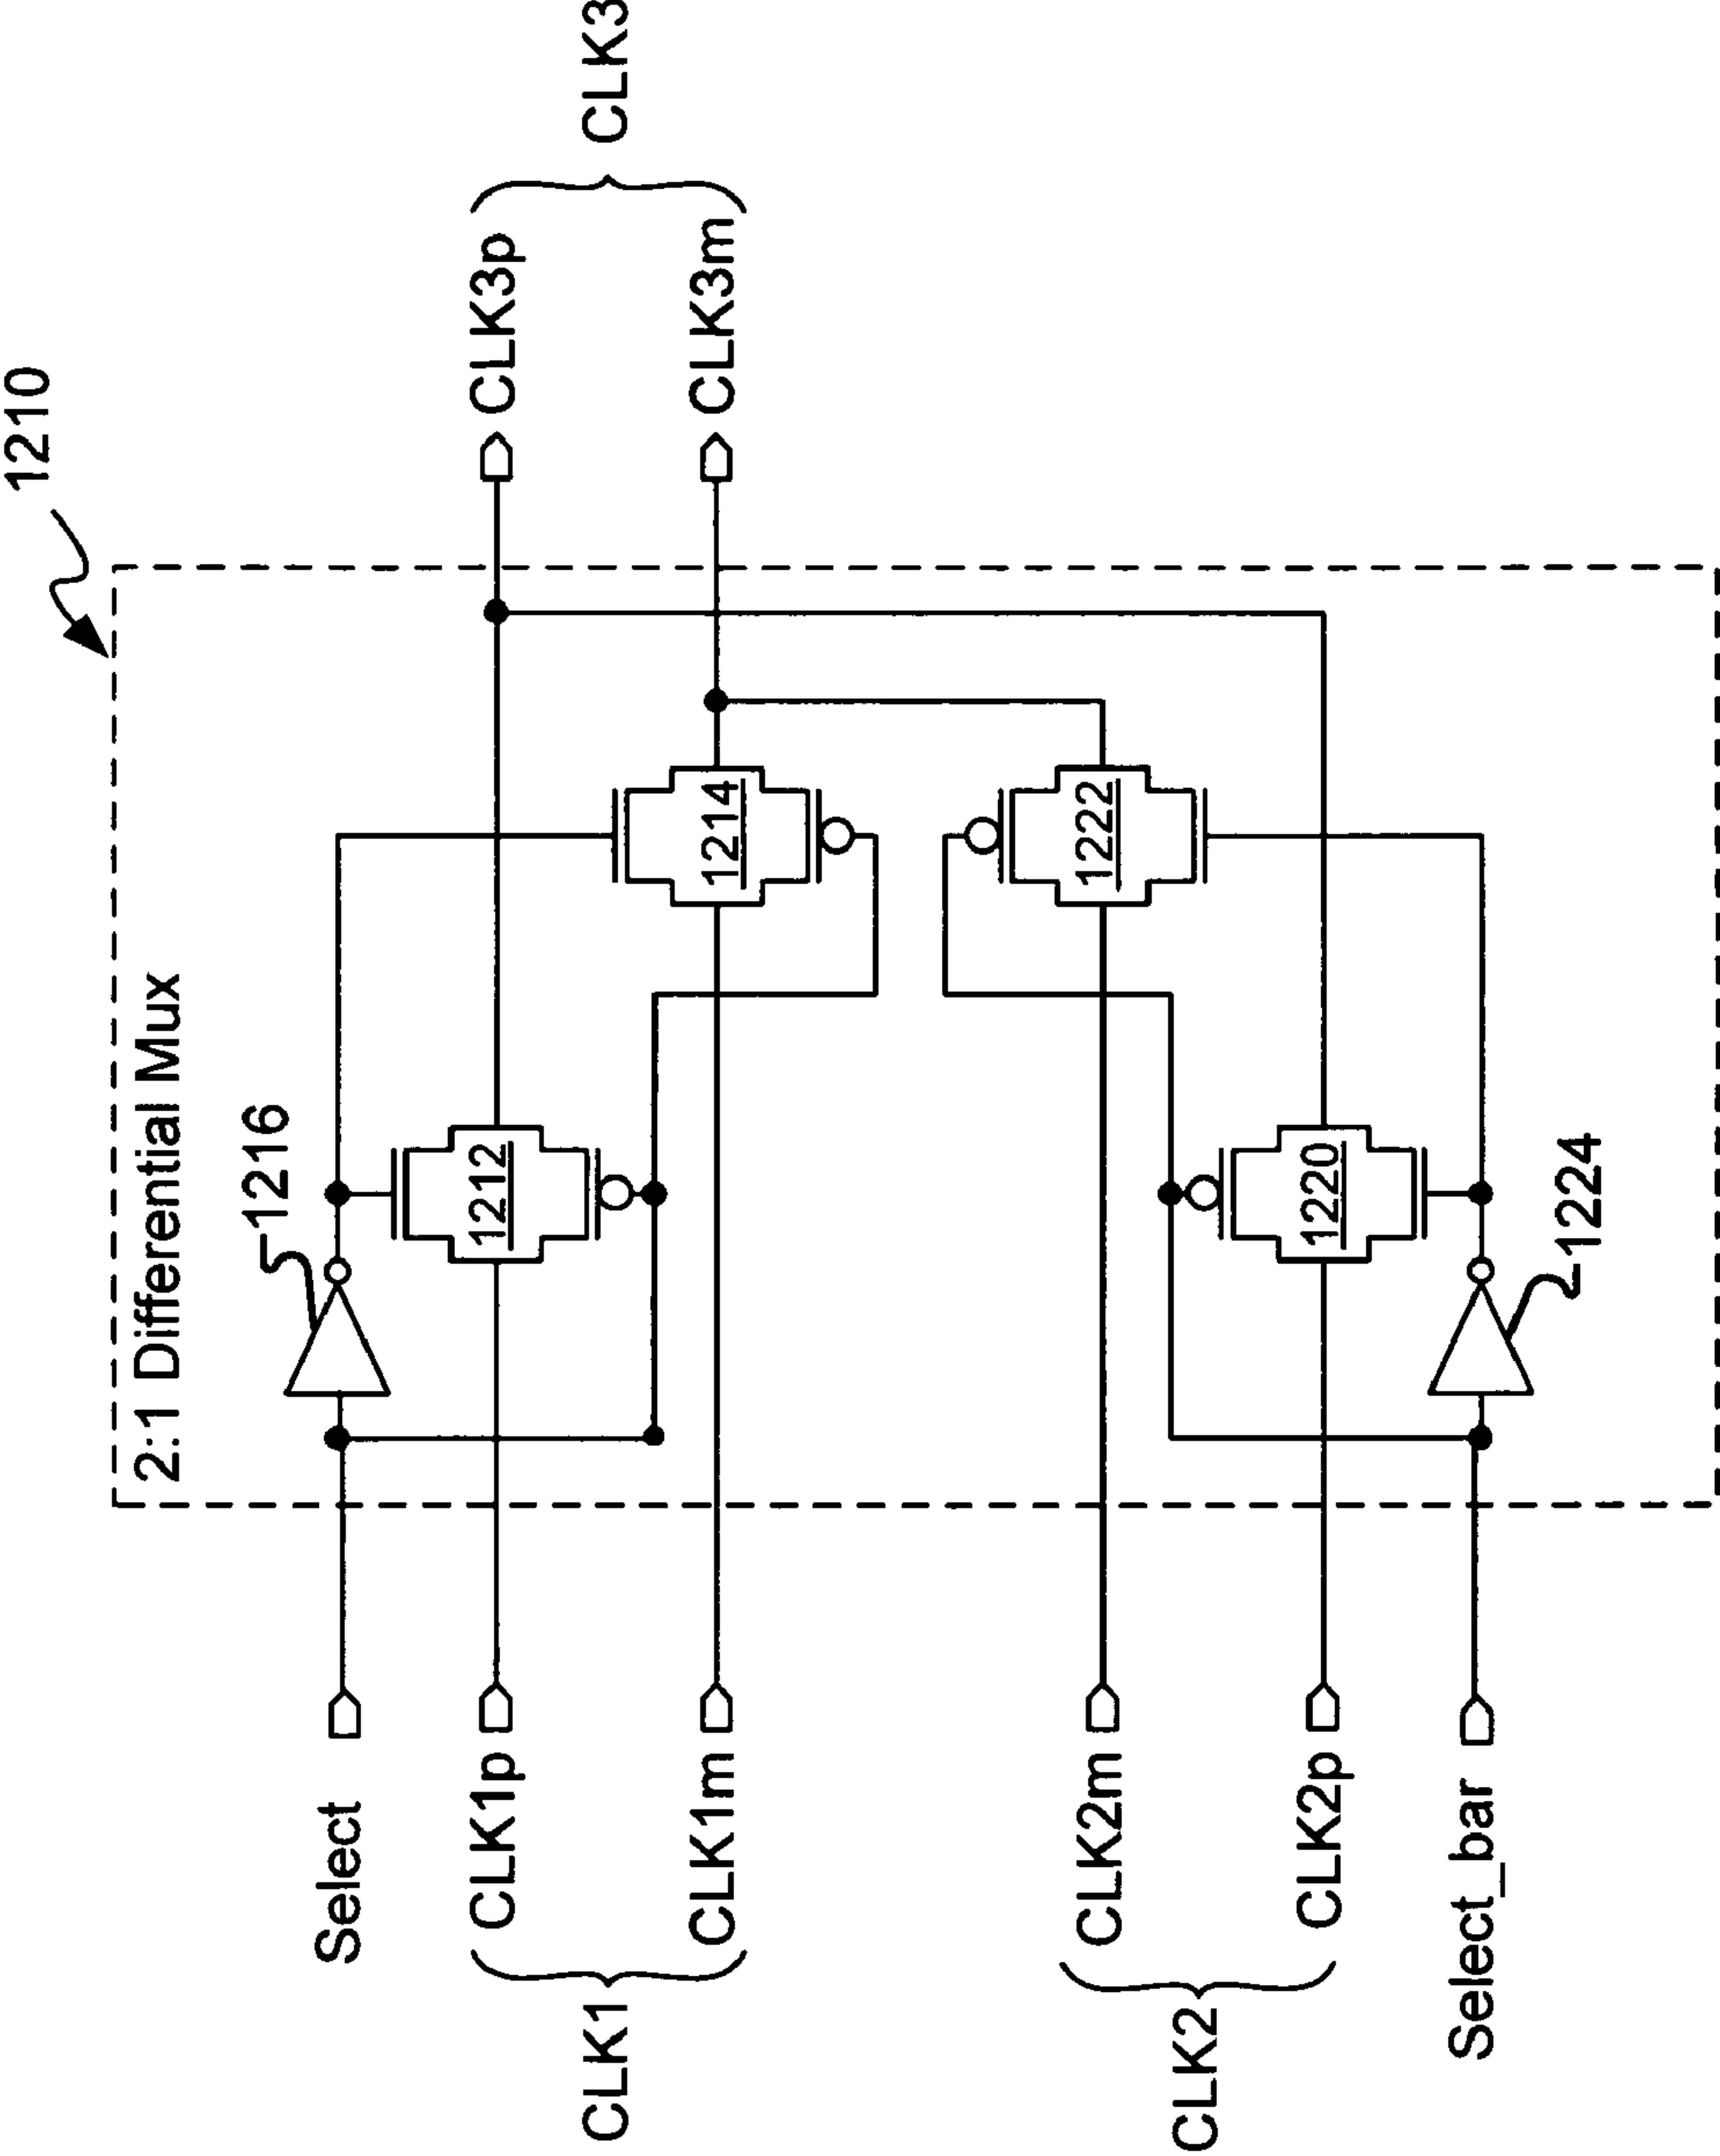 1210
2:1 Differential Mux
Select
1216
CLK1
CLK1p
1212
CLK3p
CLK1m
1214
CLK3m
CLK3
CLK2
CLK2m
1222
CLK2p
1220
Select_bar
1224